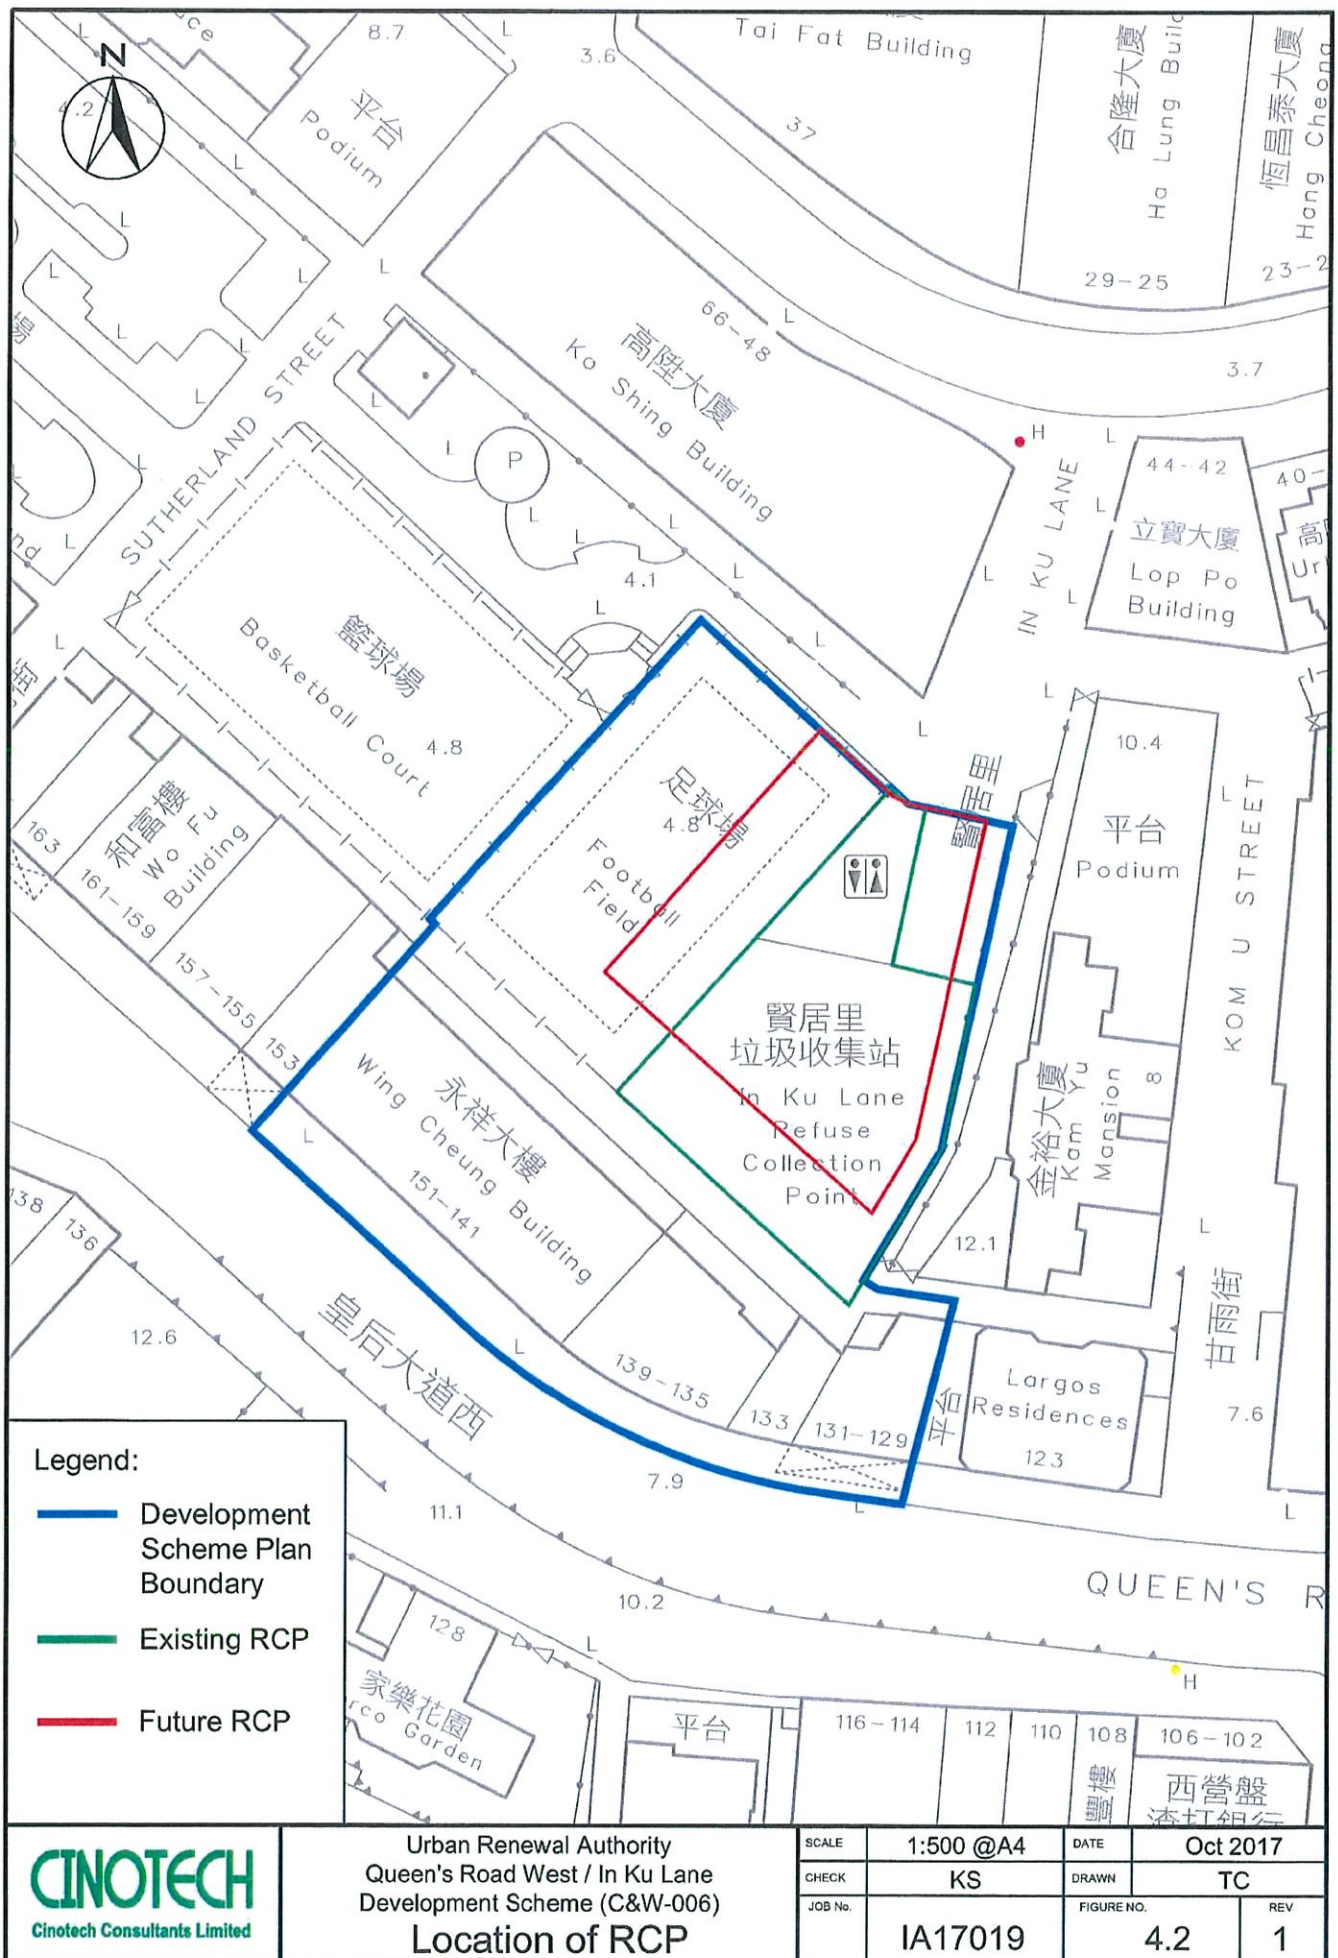 N
8.7
3.6
Tai Fat Building
合隆大廈
恆昌泰大廈
Hang Cheong
4.2
平台
Podium
37
29-25
L
66-48
高陞大廈
Ko Shing Building
3.7
SUTHERLAND STREET
H
IN KU LANE
44-42
立寶大廈
Lop Po
Building
P
4.1
籃球場
Basketball Court
4.8
足球場
4.8
Football
Field
賢居里
10.4
平台
Podium
KOM U STREET
163
和富樓
Wo Fu
Building
161-159
157-155
153
賢居里
垃圾收集站
In Ku Lane
Refuse
Collection
Point
永祥大樓
Wing Cheung Building
151-141
金裕大廈
Kam Yu
Mansion
8
12.1
138
136
12.6
皇后大道西
139-135
133
131-129
平台
Largos
Residences
123
甘雨街
7.6
7.9
11.1
10.2
QUEEN'S R
H
128
家樂花園
Garden
平台
116-114
112
110
108
106-102
西營盤
渣打銀行
Legend:
Development
Scheme Plan
Boundary
Existing RCP
Future RCP
CINOTECH
Cinotech Consultants Limited
Urban Renewal Authority
Queen's Road West / In Ku Lane
Development Scheme (C&W-006)
Location of RCP
SCALE
1:500 @A4
DATE
Oct 2017
CHECK
KS
DRAWN
TC
JOB No.
IA17019
FIGURE NO.
4.2
REV
1